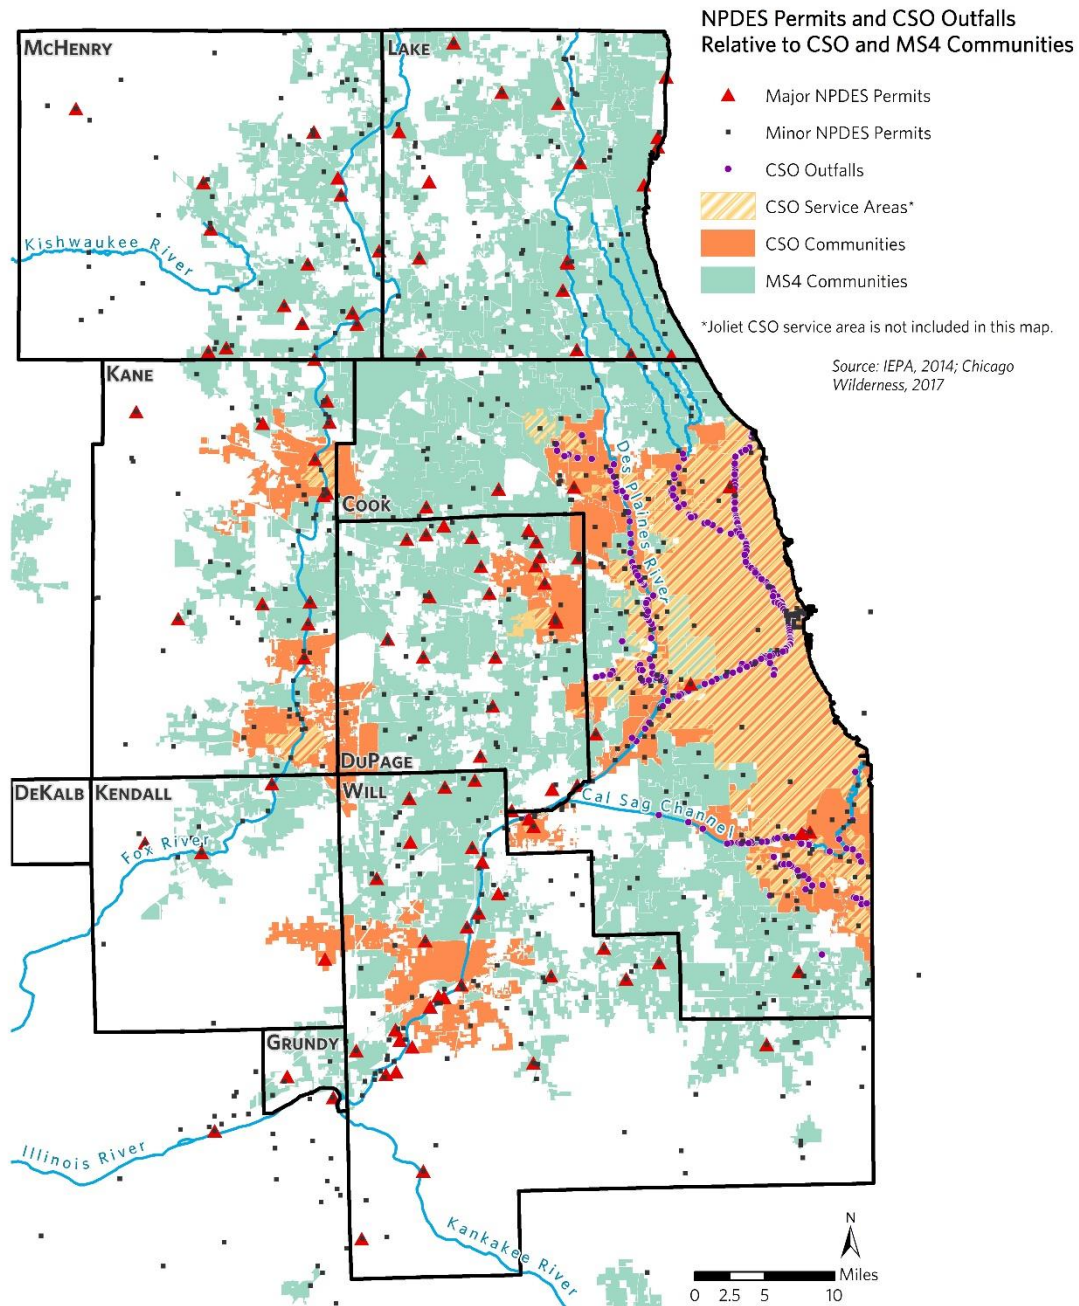 NPDES Permits and CSO Outfalls
Relative to CSO and MS4 Communities
Major NPDES Permits
Minor NPDES Permits
CSO Outfalls
CSO Service Areas*
CSO Communities
MS4 Communities
*Joliet CSO service area is not included in this map.
Source: IEPA, 2014; Chicago
Wilderness, 2017
MCHENRY
LAKE
Kishwaukee River
KANE
COOK
Des Plaines River
DUPAGE
DEKALB
KENDALL
WILL
Cal Sag Channel
Fox River
GRUNDY
Illinois River
Kankakee River
N
Miles
0 2.5 5 10